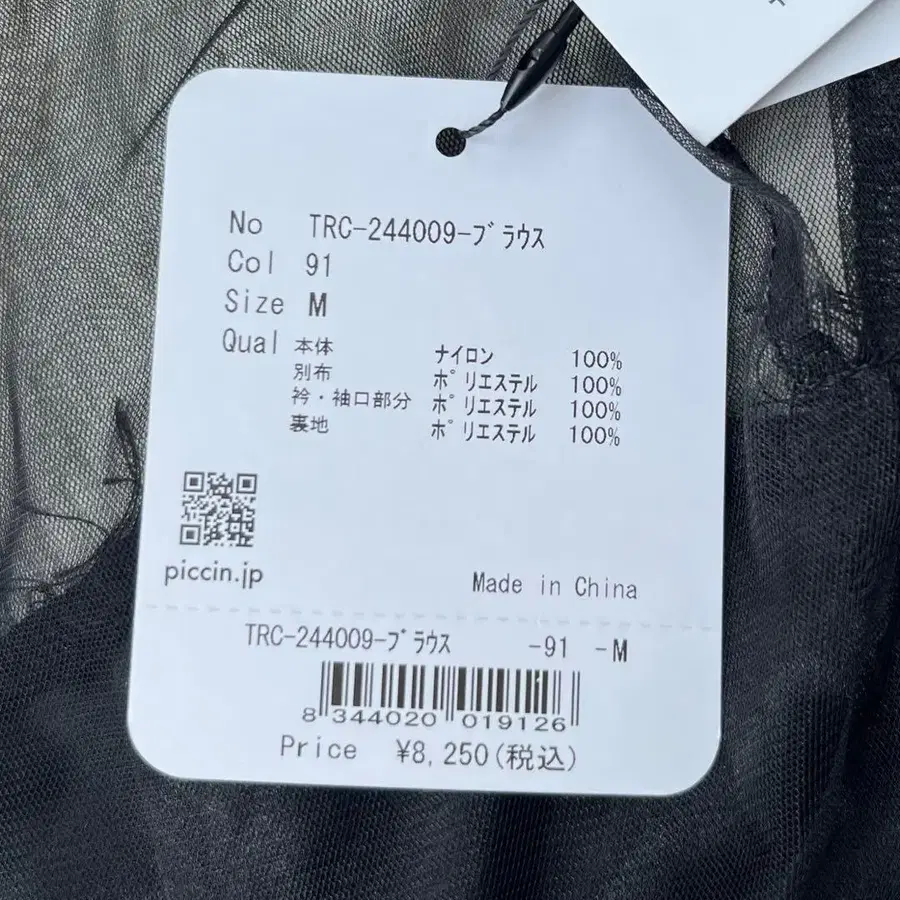 No TRC-244009-ﾌﾞﾗｳｽ
Col 91
Size M
Qual 本体 ﾅｲﾛﾝ 100%
別布 ﾎﾟﾘｴｽﾃﾙ 100%
衿・袖口部分 ﾎﾟﾘｴｽﾃﾙ 100%
裏地 ﾎﾟﾘｴｽﾃﾙ 100%
piccin.jp
Made in China
TRC-244009-ﾌﾞﾗｳｽ -91 -M
8 344020 019126
Price ¥8,250(税込)